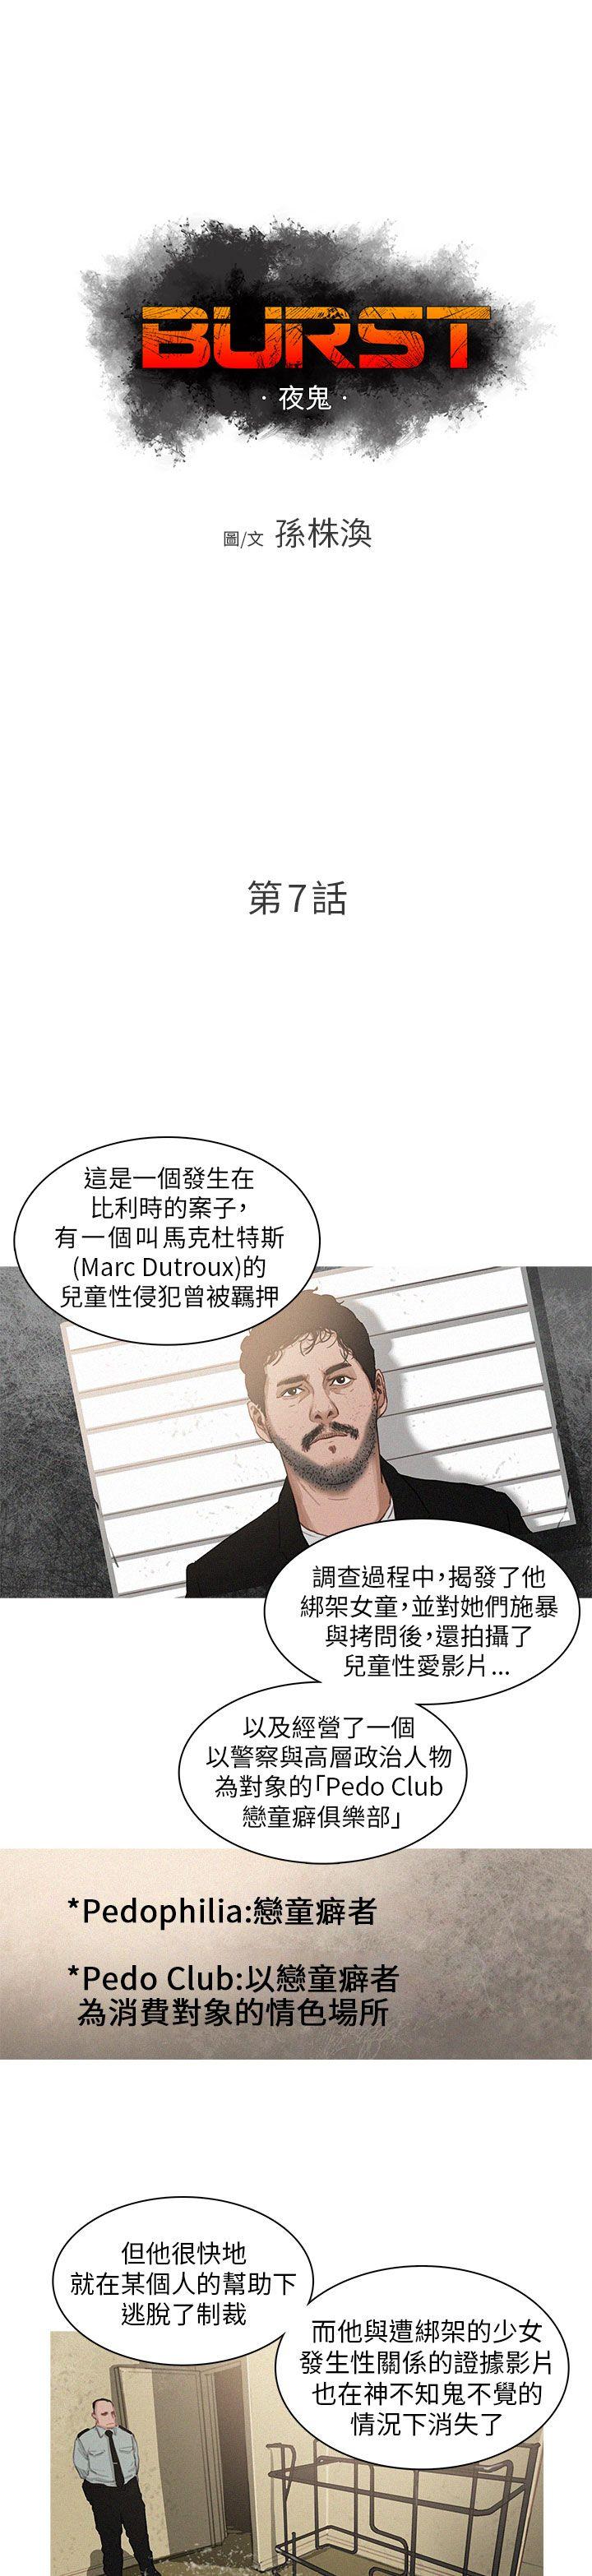 BURST
·夜鬼·
圖/文 孫株渙
第7話
這是一個發生在
比利時的案子,
有一個叫馬克杜特斯
(Marc Dutroux)的
兒童性侵犯曾被羈押
調查過程中,揭發了他
綁架女童,並對她們施暴
與拷問後,還拍攝了
兒童性愛影片...
以及經營了一個
以警察與高層政治人物
為對象的「Pedo Club
戀童癖俱樂部」
*Pedophilia:戀童癖者
*Pedo Club:以戀童癖者
為消費對象的情色場所
但他很快地
就在某個人的幫助下
逃脫了制裁
而他與遭綁架的少女
發生性關係的證據影片
也在神不知鬼不覺的
情況下消失了